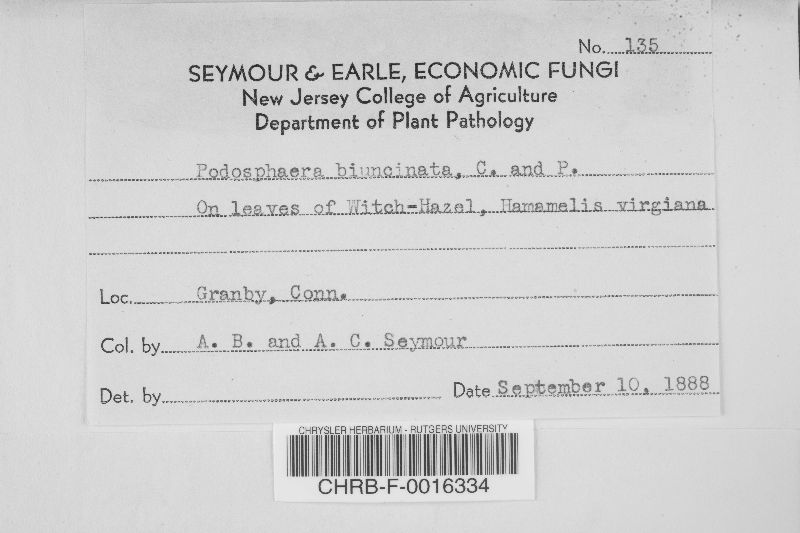 No. 135
SEYMOUR & EARLE, ECONOMIC FUNGI
New Jersey College of Agriculture
Department of Plant Pathology
Podosphaera biuncinata, C. and P.
On leaves of Witch-Hazel, Hamamelis virgiana
Loc. Granby, Conn.
Col. by A. B. and A. C. Seymour
Det. by
Date September 10, 1888
CHRYSLER HERBARIUM - RUTGERS UNIVERSITY
CHRB-F-0016334